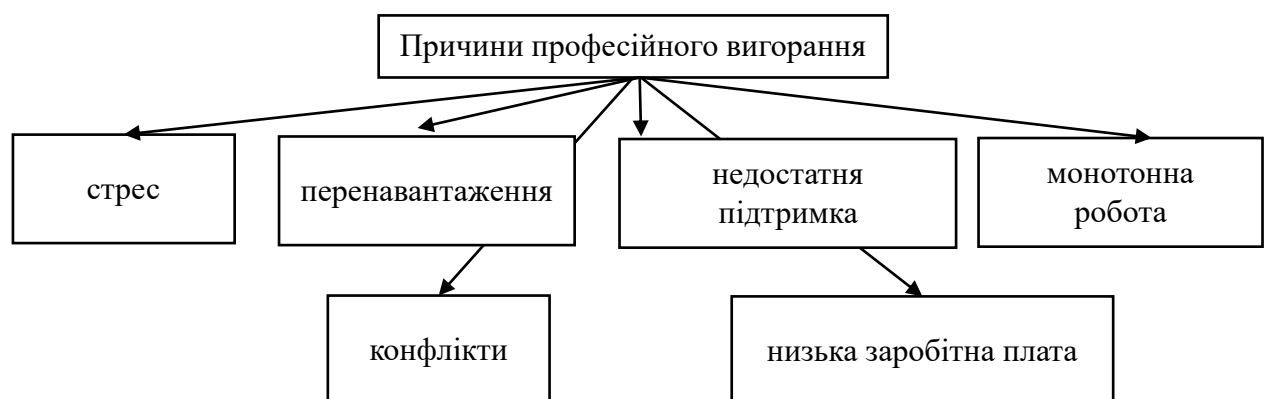 Причини професійного вигорання
стрес
перенавантаження
недостатня
підтримка
монотонна
робота
конфлікти
низька заробітна плата